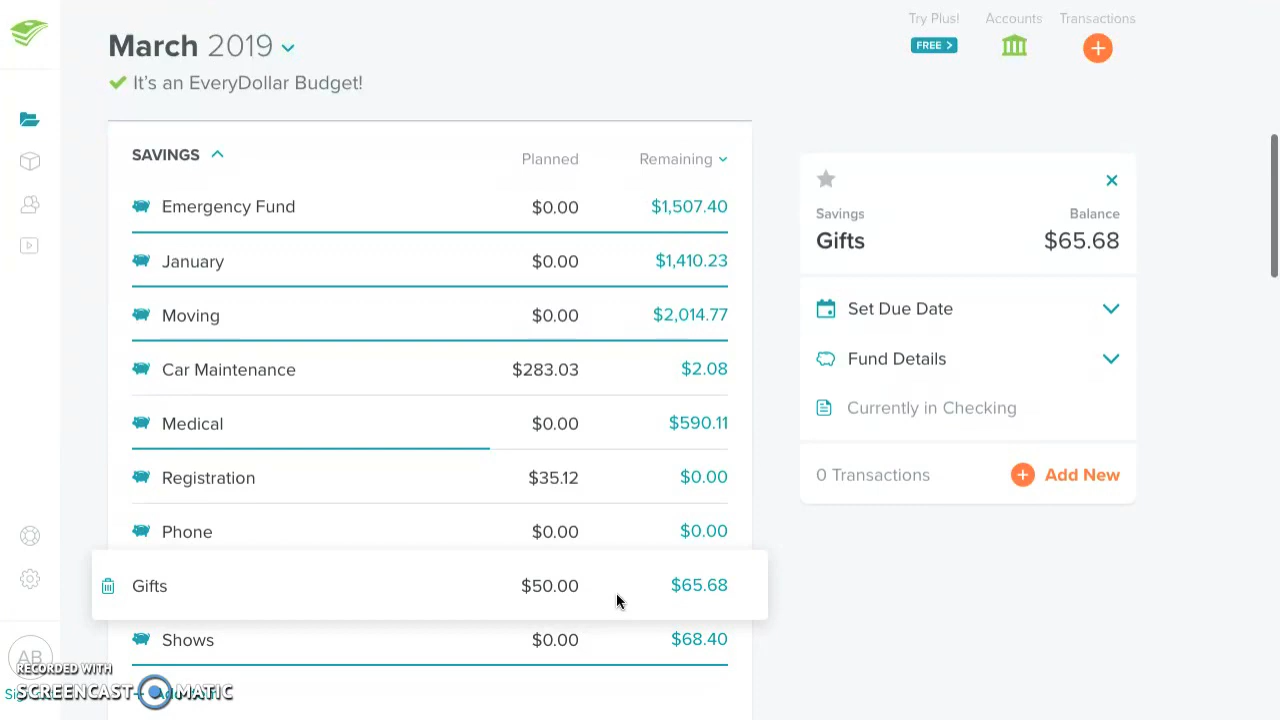 March 2019
It's an EveryDollar Budget!
Try Plus! Accounts Transactions
FREE >
SAVINGS Planned Remaining
Emergency Fund $0.00 $1,507.40
January $0.00 $1,410.23
Moving $0.00 $2,014.77
Car Maintenance $283.03 $2.08
Medical $0.00 $590.11
Registration $35.12 $0.00
Phone $0.00 $0.00
Gifts $50.00 $65.68
Shows $0.00 $68.40
Savings Balance
Gifts $65.68
Set Due Date
Fund Details
Currently in Checking
0 Transactions Add New
AB
RECORDED WITH
SCREENCAST MATIC